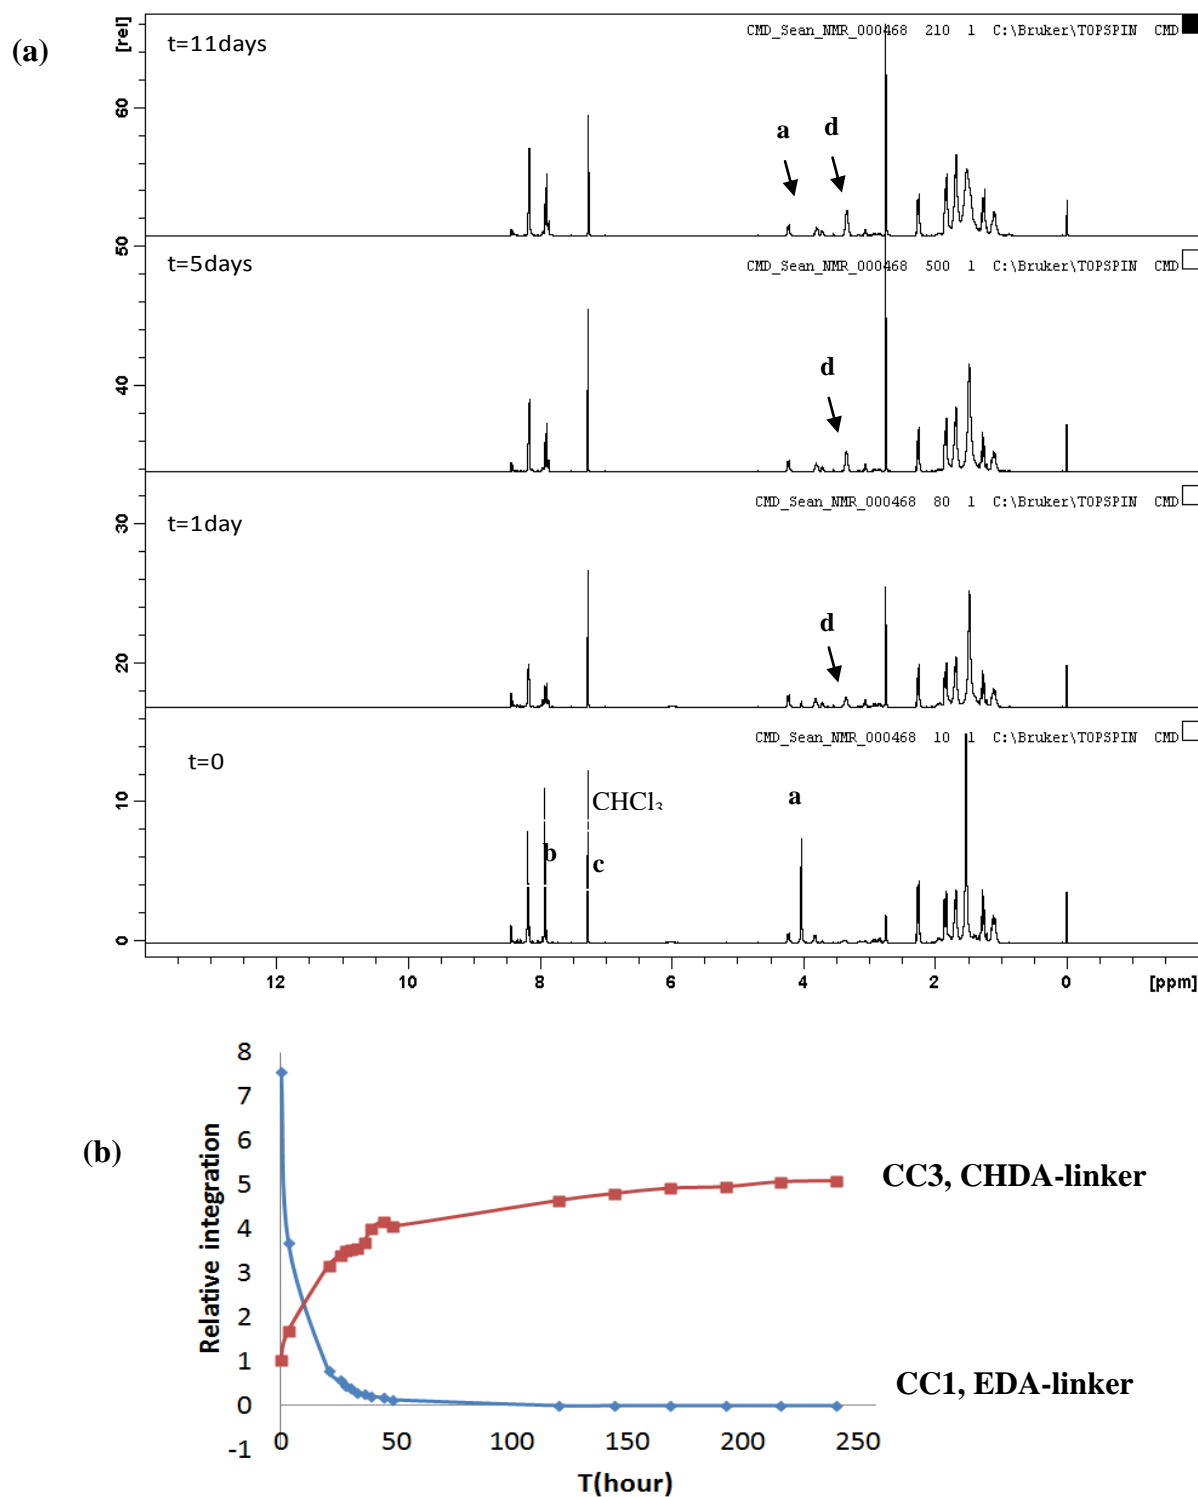 (a)
[rel]
t=11days
CMD_Sean_NMR_000468 210 1 C:\Bruker\TOPSPIN CMD
60
a
d
50
t=5days
CMD_Sean_NMR_000468 500 1 C:\Bruker\TOPSPIN CMD
40
d
CMD_Sean_NMR_000468 80 1 C:\Bruker\TOPSPIN CMD
30
t=1day
d
20
CMD_Sean_NMR_000468 10 1 C:\Bruker\TOPSPIN CMD
t=0
10
CHCl3
a
b
c
0
12 10 8 6 4 2 0 [ppm]
(b)
Relative integration
8
7
6
5
4
3
2
1
0
-1
CC3, CHDA-linker
CC1, EDA-linker
0 50 100 150 200 250
T(hour)